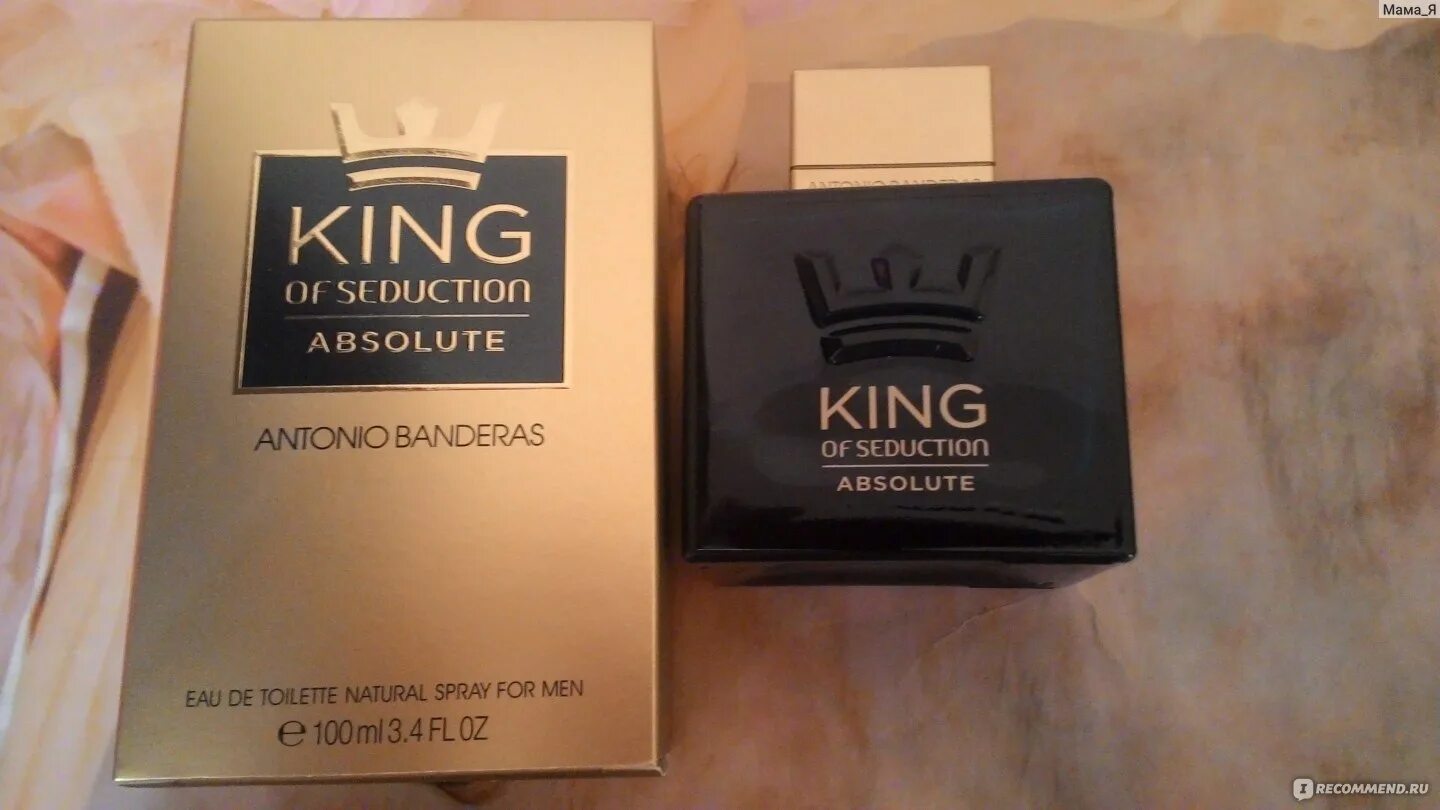 Мама_Я
KING
OF SEDUCTION
ABSOLUTE
ANTONIO BANDERAS
EAU DE TOILETTE NATURAL SPRAY FOR MEN
℮ 100 ml 3.4 FL OZ
ANTONIO BANDERAS
KING
OF SEDUCTION
ABSOLUTE
IRECOMMEND.RU